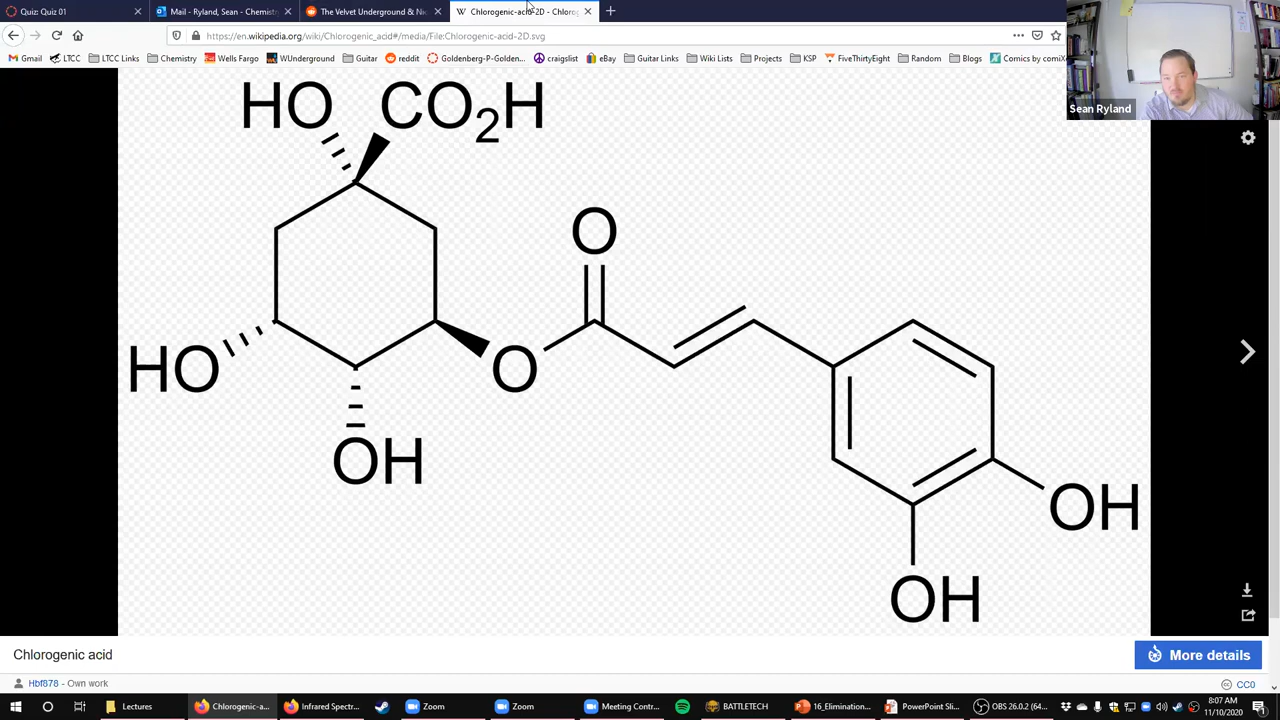 Quiz: Quiz 01
Mail - Ryland, Sean - Chemistr
The Velvet Underground & Ni
Chlorogenic-acid-2D - Chlorog
https://en.wikipedia.org/wiki/Chlorogenic_acid#/media/File:Chlorogenic-acid-2D.svg
Gmail LTCC LTCC Links Chemistry Wells Fargo WUnderground Guitar reddit Goldenberg-P-Golden... craigslist eBay Guitar Links Wiki Lists Projects KSP FiveThirtyEight Random Blogs Comics by comiX
Sean Ryland
HO CO2H
O
HO
O
OH
OH
OH
Chlorogenic acid
More details
Hbf878 - Own work
CC0
Lectures Chlorogenic-a... Infrared Spectr... Zoom Zoom Meeting Contr... BATTLETECH 16_Elimination... PowerPoint Sli... OBS 26.0.2 (64...
8:07 AM
11/10/2020